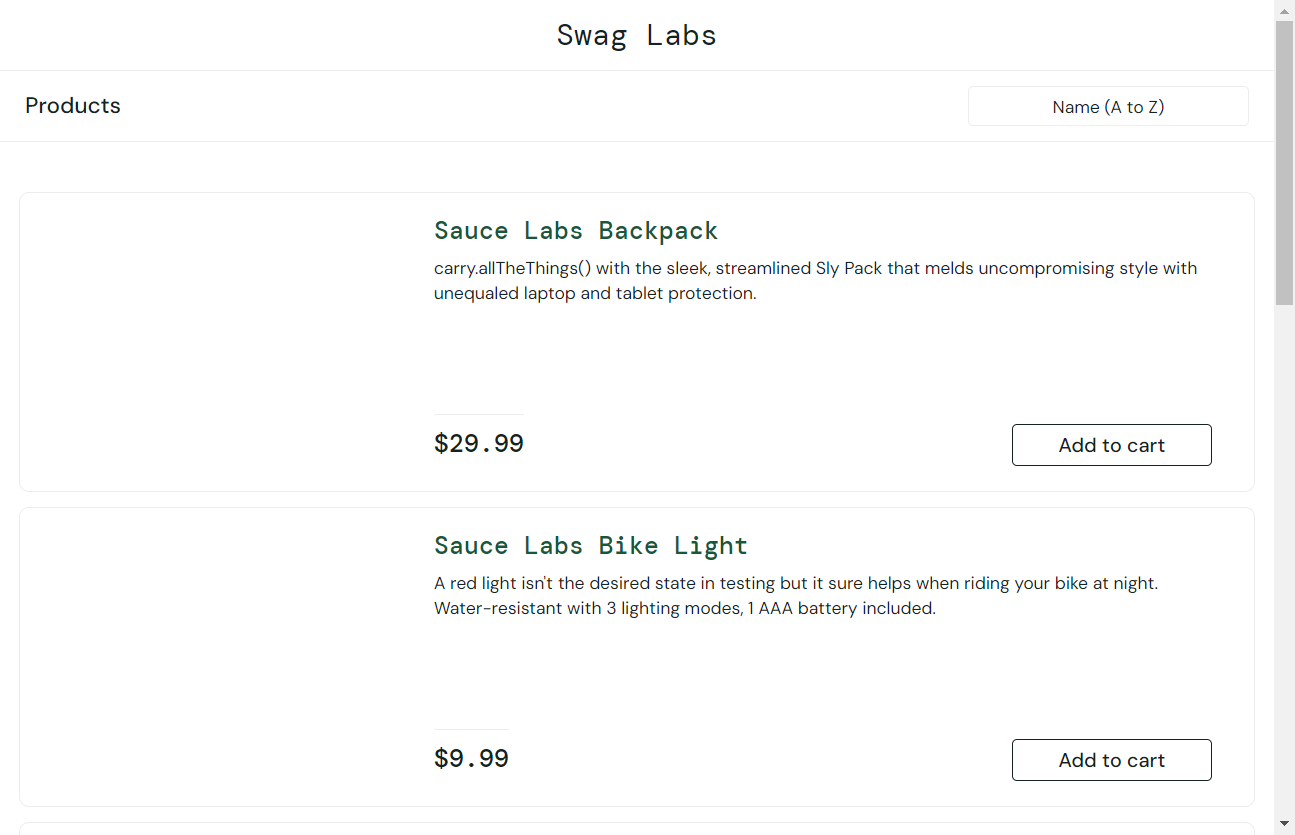 Swag Labs
Products
Name (A to Z)
Sauce Labs Backpack
carry.allTheThings() with the sleek, streamlined Sly Pack that melds uncompromising style with
unequaled laptop and tablet protection.
$29.99
Add to cart
Sauce Labs Bike Light
A red light isn't the desired state in testing but it sure helps when riding your bike at night.
Water-resistant with 3 lighting modes, 1 AAA battery included.
$9.99
Add to cart